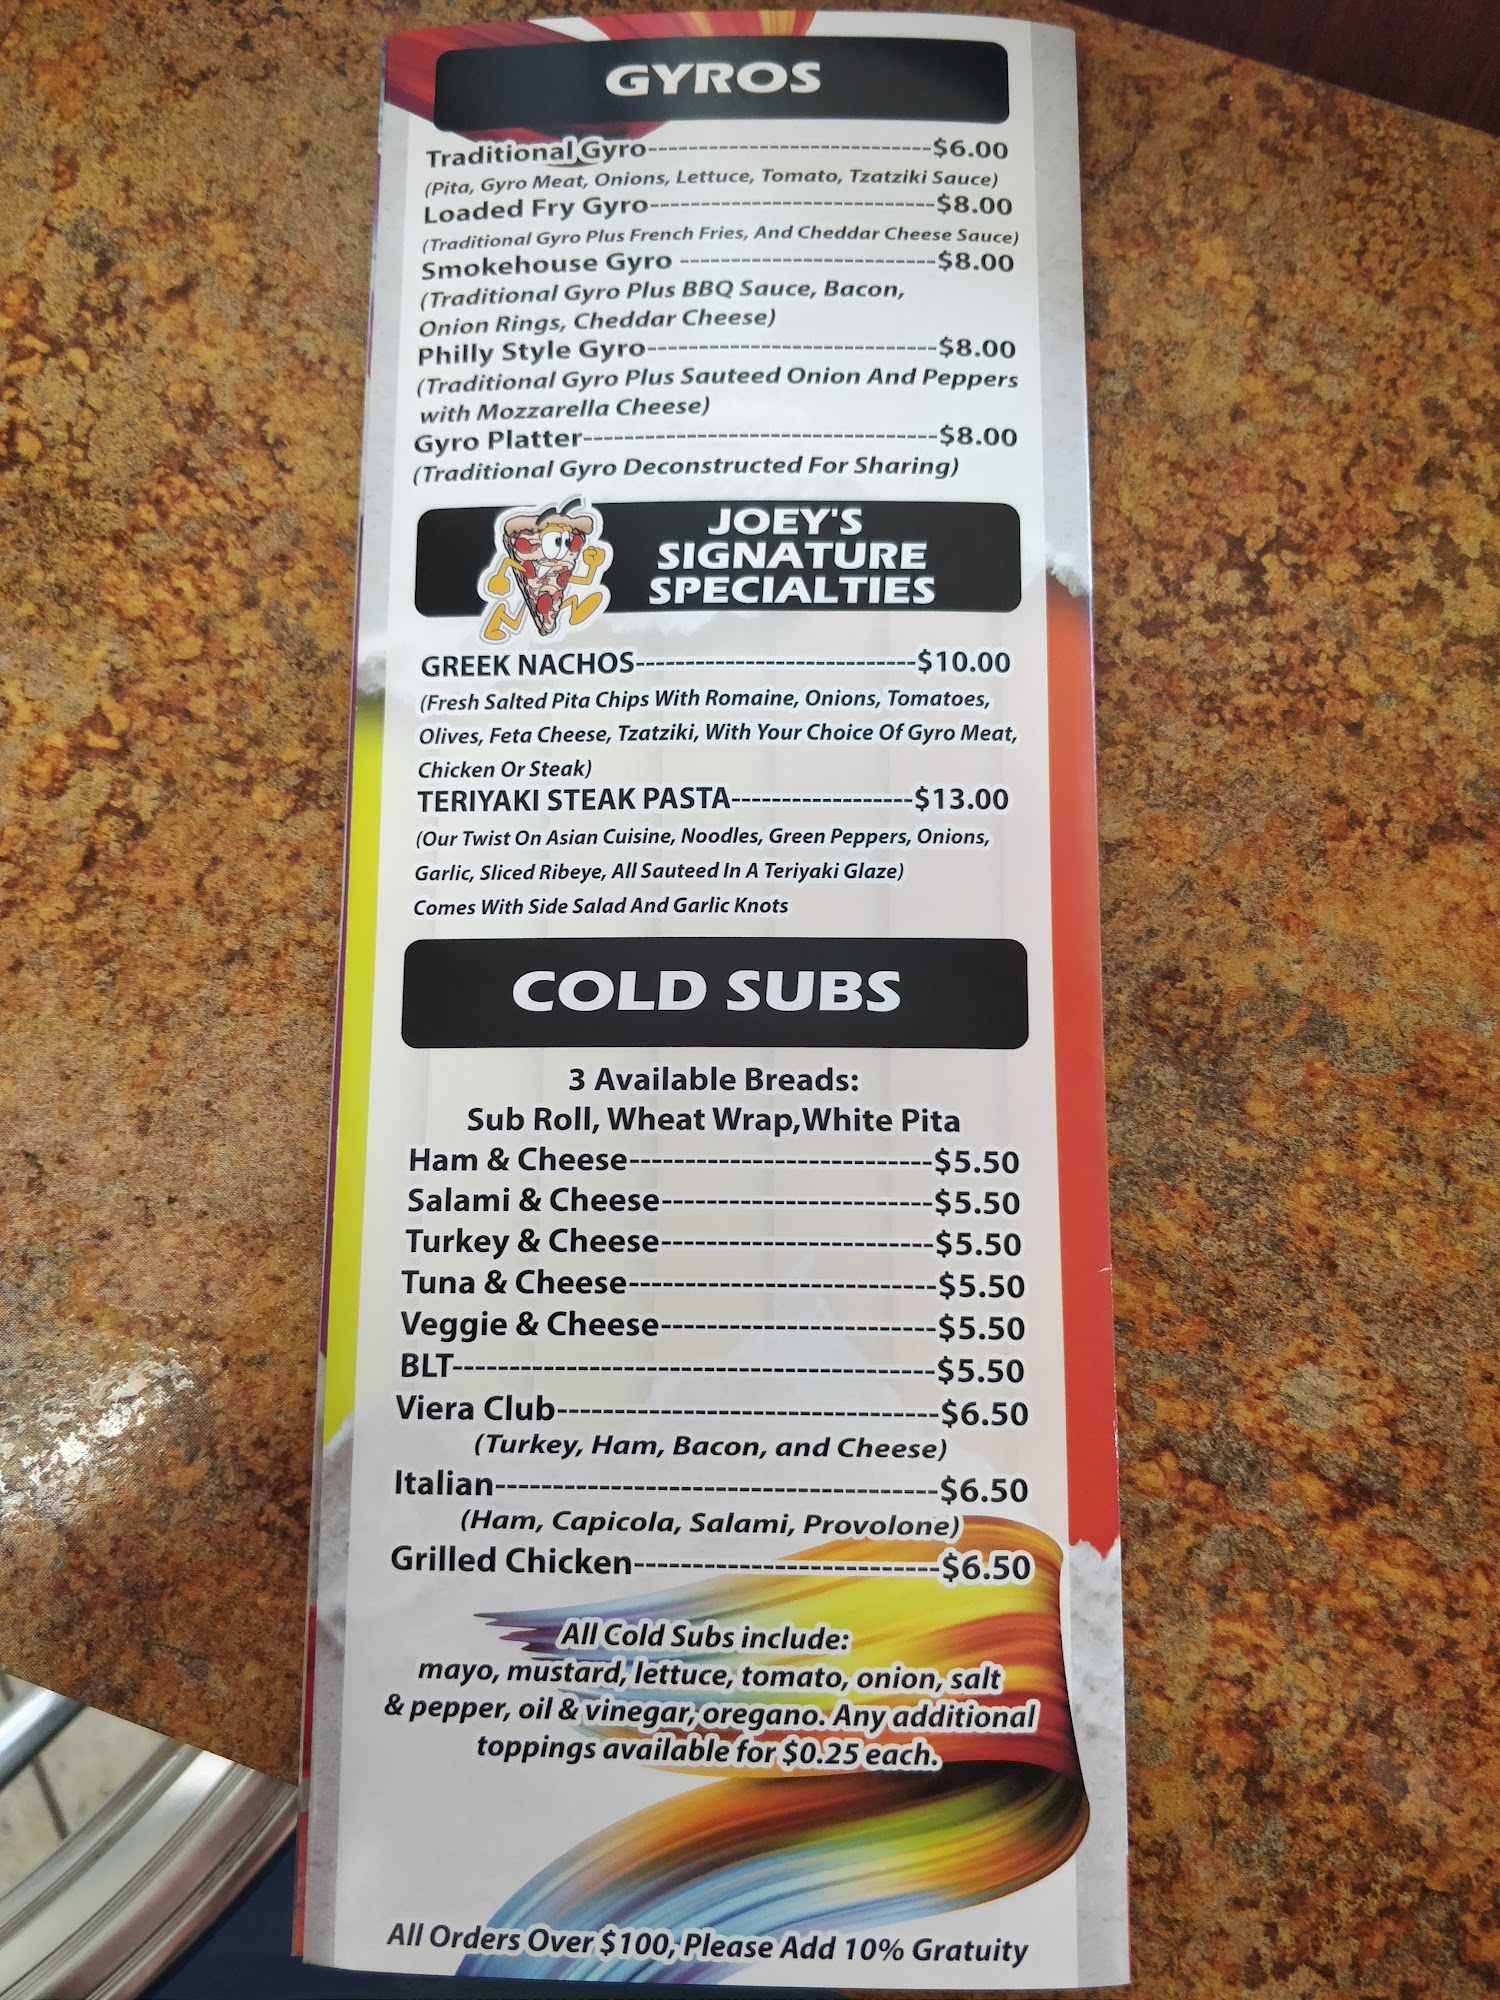 GYROS
Traditional Gyro----------------------------$6.00
(Pita, Gyro Meat, Onions, Lettuce, Tomato, Tzatziki Sauce)
Loaded Fry Gyro----------------------------$8.00
(Traditional Gyro Plus French Fries, And Cheddar Cheese Sauce)
Smokehouse Gyro -------------------------$8.00
(Traditional Gyro Plus BBQ Sauce, Bacon,
Onion Rings, Cheddar Cheese)
Philly Style Gyro----------------------------$8.00
(Traditional Gyro Plus Sauteed Onion And Peppers
with Mozzarella Cheese)
Gyro Platter----------------------------------$8.00
(Traditional Gyro Deconstructed For Sharing)
JOEY'S
SIGNATURE
SPECIALTIES
GREEK NACHOS----------------------------$10.00
(Fresh Salted Pita Chips With Romaine, Onions, Tomatoes,
Olives, Feta Cheese, Tzatziki, With Your Choice Of Gyro Meat,
Chicken Or Steak)
TERIYAKI STEAK PASTA------------------$13.00
(Our Twist On Asian Cuisine, Noodles, Green Peppers, Onions,
Garlic, Sliced Ribeye, All Sauteed In A Teriyaki Glaze)
Comes With Side Salad And Garlic Knots
COLD SUBS
3 Available Breads:
Sub Roll, Wheat Wrap,White Pita
Ham & Cheese---------------------------$5.50
Salami & Cheese------------------------$5.50
Turkey & Cheese------------------------$5.50
Tuna & Cheese---------------------------$5.50
Veggie & Cheese------------------------$5.50
BLT------------------------------------------$5.50
Viera Club----------------------------------$6.50
(Turkey, Ham, Bacon, and Cheese)
Italian---------------------------------------$6.50
(Ham, Capicola, Salami, Provolone)
Grilled Chicken---------------------------$6.50
All Cold Subs include:
mayo, mustard, lettuce, tomato, onion, salt
& pepper, oil & vinegar, oregano. Any additional
toppings available for $0.25 each.
All Orders Over $100, Please Add 10% Gratuity